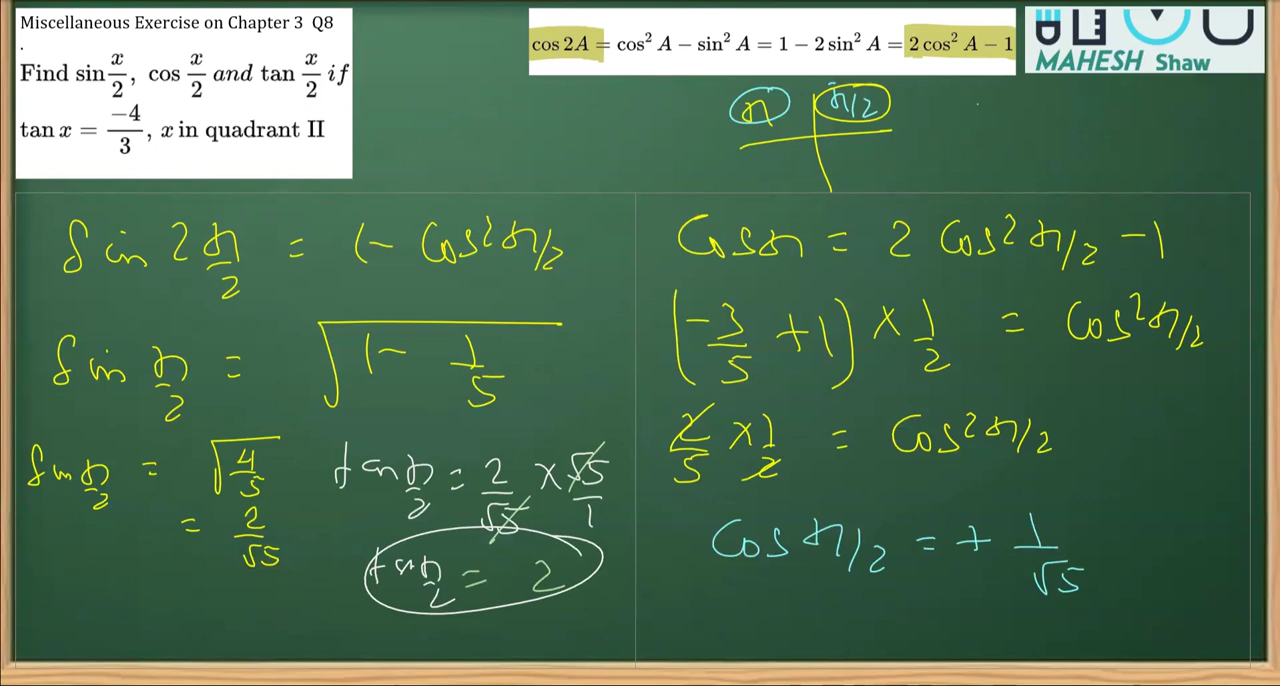 Miscellaneous Exercise on Chapter 3 Q8
.
Find sin x/2, cos x/2 and tan x/2 if
tan x = -4/3, x in quadrant II
cos 2A = cos² A − sin² A = 1 − 2 sin² A = 2 cos² A − 1
MAHESH Shaw
x | x/2
Sin 2 x/2 = 1 - Cos² x/2
Sin x/2 = √(1 - 1/5)
Sin x/2 = √(4/5)
= 2/√5
tan x/2 = 2/√5 × √5/1
tan x/2 = 2
Cos x = 2 Cos² x/2 - 1
(-3/5 + 1) × 1/2 = Cos² x/2
2/5 × 1/2 = Cos² x/2
Cos x/2 = + 1/√5